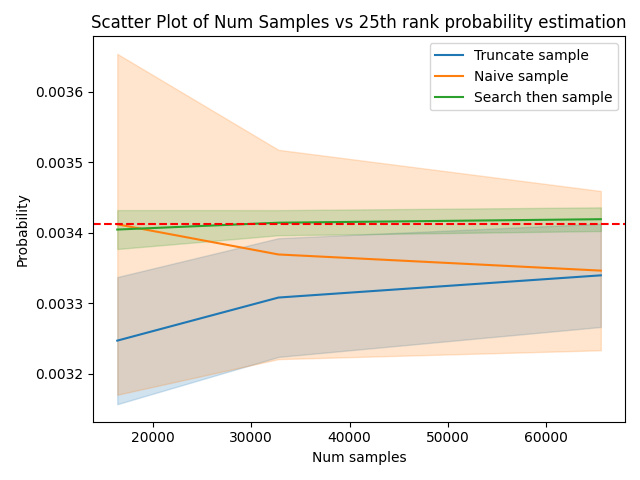 Scatter Plot of Num Samples vs 25th rank probability estimation
Truncate sample
Naive sample
Search then sample
0.0036
0.0035
0.0034
0.0033
0.0032
Probability
20000 30000 40000 50000 60000
Num samples